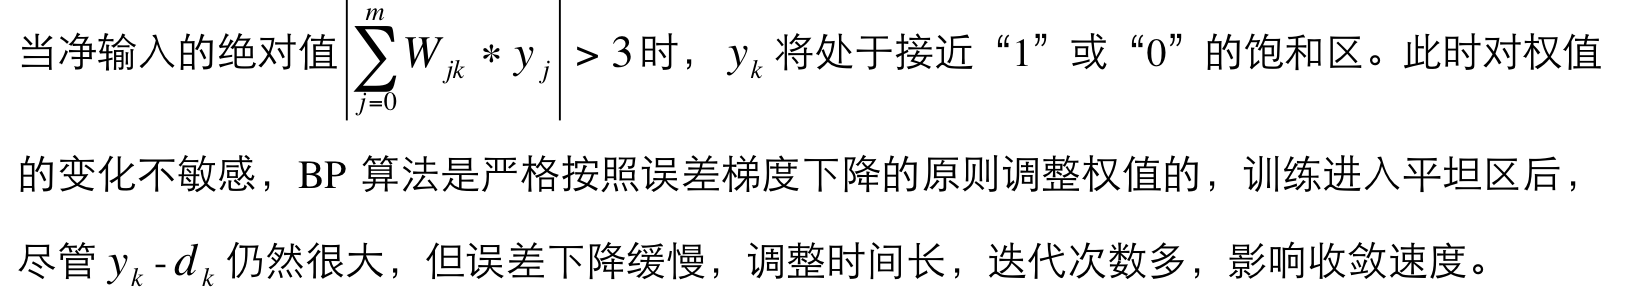 当净输入的绝对值$\left|\sum_{j=0}^{m} W_{jk} * y_j\right| > 3$时，$y_k$将处于接近“1”或“0”的饱和区。此时对权值
的变化不敏感，BP 算法是严格按照误差梯度下降的原则调整权值的，训练进入平坦区后，
尽管$y_k$-$d_k$仍然很大，但误差下降缓慢，调整时间长，迭代次数多，影响收敛速度。